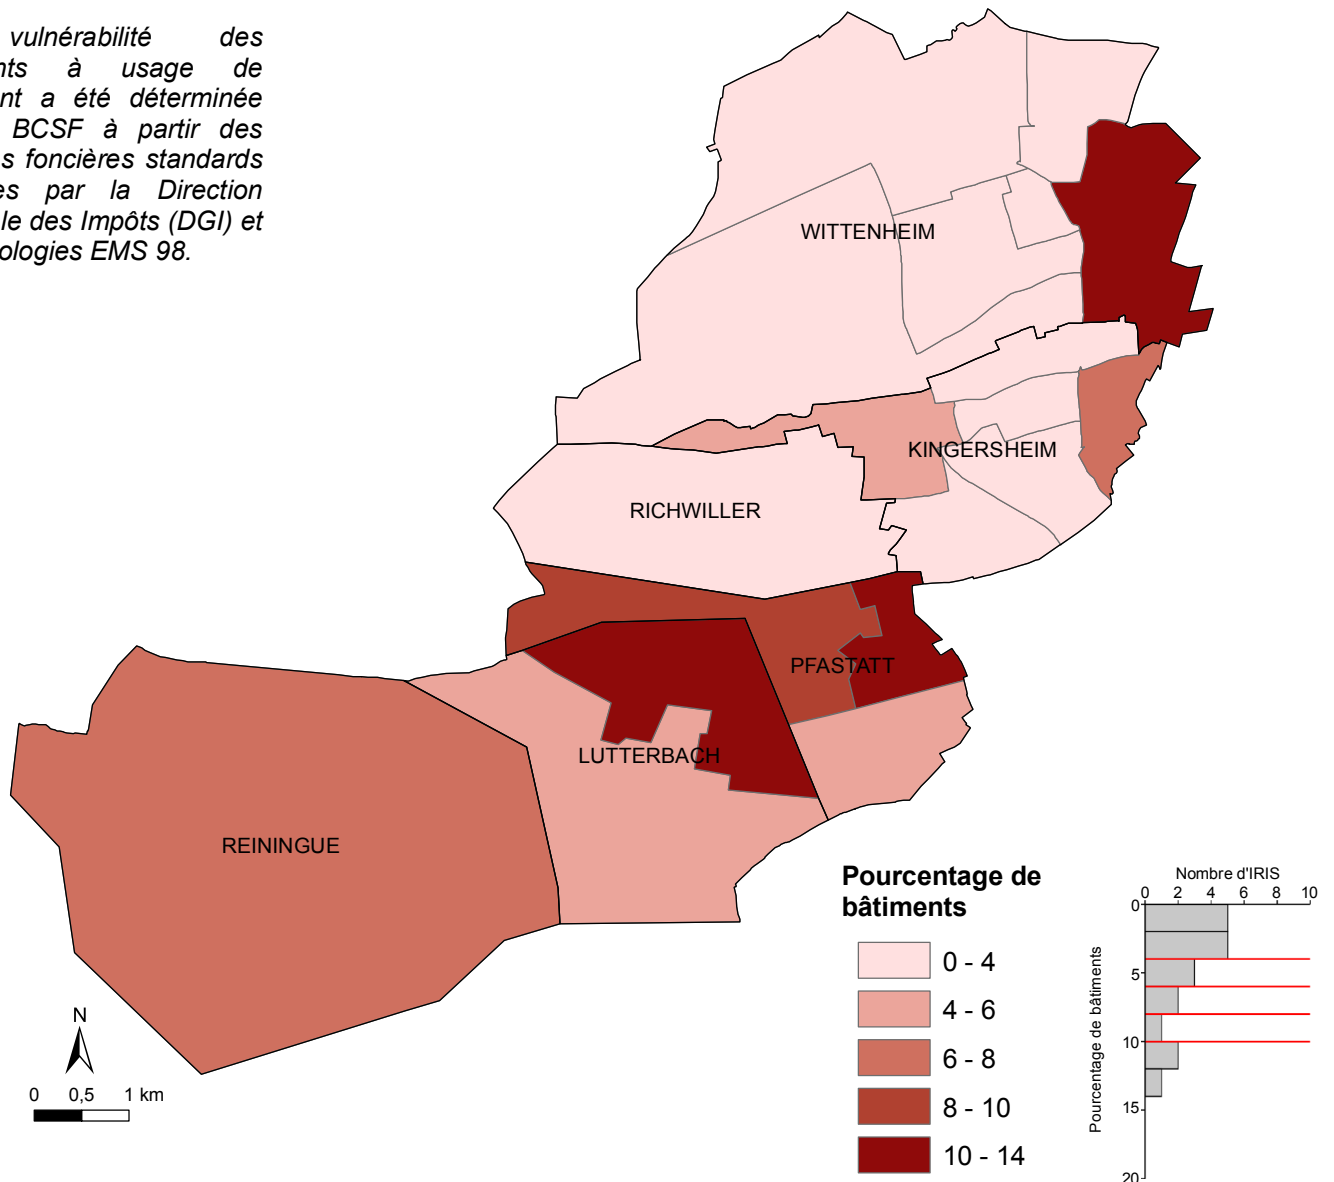 vulnérabilité des
nts à usage de
nt a été déterminée
BCSF à partir des
s foncières standards
es par la Direction
le des Impôts (DGI) et
ologies EMS 98.
WITTENHEIM
KINGERSHEIM
RICHWILLER
PFASTATT
LUTTERBACH
REININGUE
N
0 0,5 1 km
Pourcentage de
bâtiments
0 - 4
4 - 6
6 - 8
8 - 10
10 - 14
Nombre d'IRIS
0 2 4 6 8 10
0
5
10
15
20
Pourcentage de bâtiments